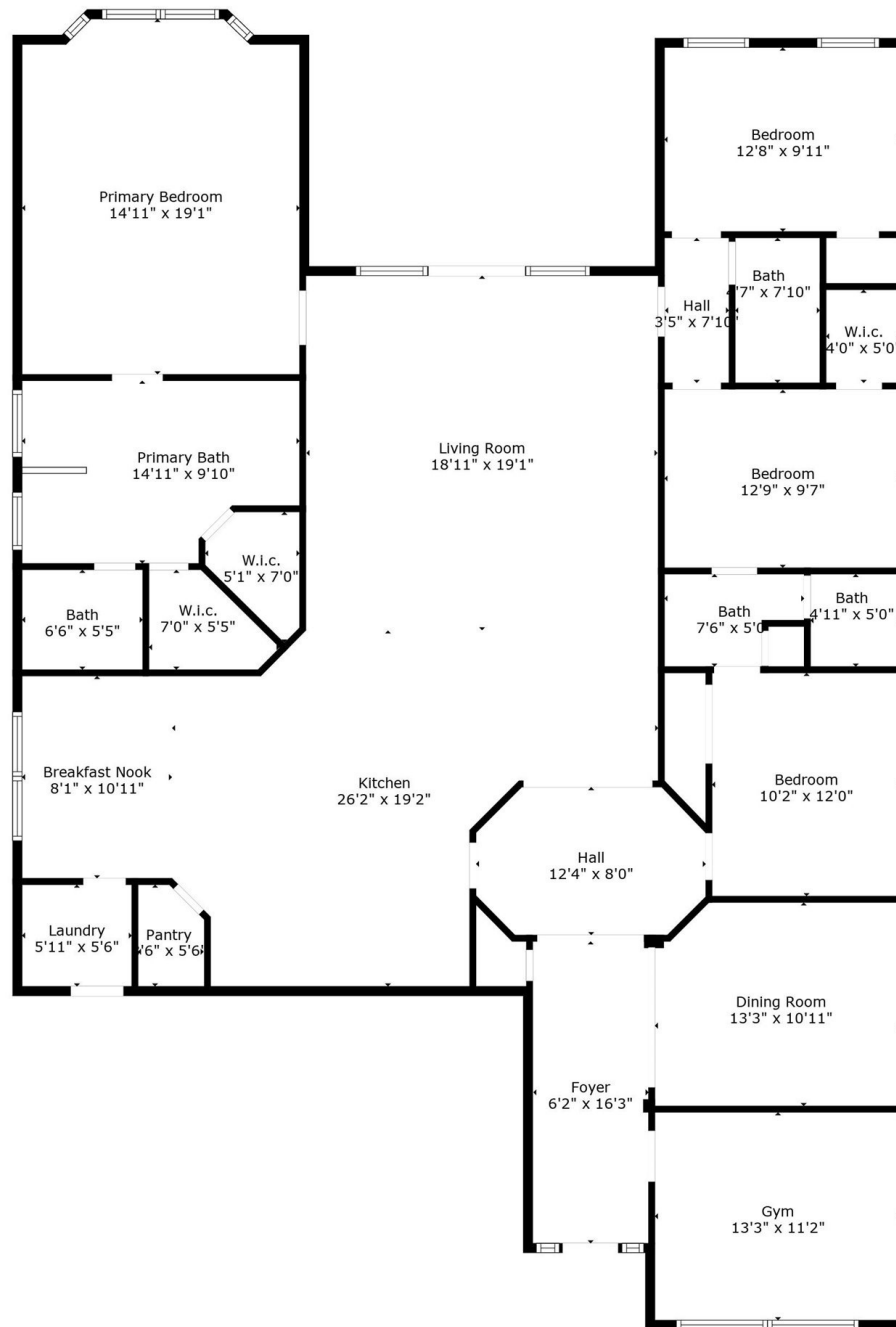 Primary Bedroom
14'11" x 19'1"
Bedroom
12'8" x 9'11"
Bath
7'10"
Hall
3'5" x 7'10"
W.i.c.
4'0" x 5'0
Living Room
18'11" x 19'1"
Primary Bath
14'11" x 9'10"
Bedroom
12'9" x 9'7"
W.i.c.
5'1" x 7'0"
Bath
6'6" x 5'5"
W.i.c.
7'0" x 5'5"
Bath
7'6" x 5'0
Bath
4'11" x 5'0"
Breakfast Nook
8'1" x 10'11"
Kitchen
26'2" x 19'2"
Bedroom
10'2" x 12'0"
Hall
12'4" x 8'0"
Laundry
5'11" x 5'6"
Pantry
x 5'6
Dining Room
13'3" x 10'11"
Foyer
6'2" x 16'3"
Gym
13'3" x 11'2"